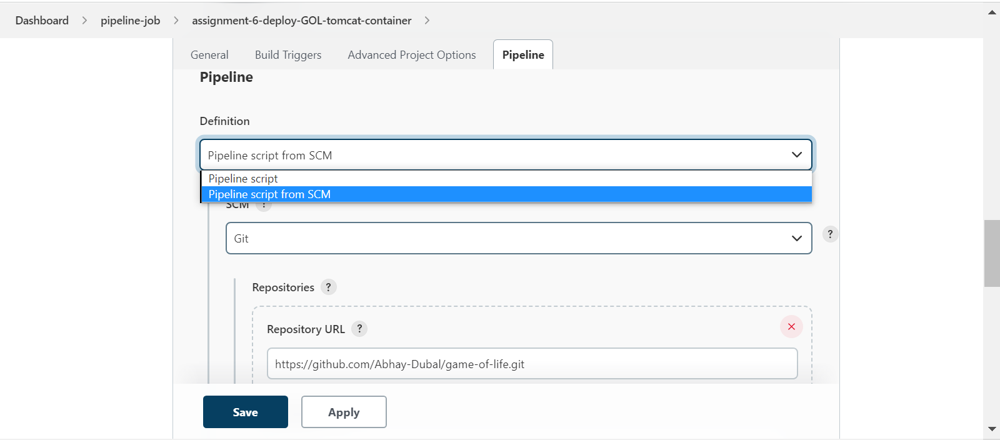 Dashboard > pipeline-job > assignment-6-deploy-GOL-tomcat-container >
General Build Triggers Advanced Project Options Pipeline
Pipeline
Definition
Pipeline script from SCM
Pipeline script
Pipeline script from SCM
SCM ?
Git
?
Repositories ?
Repository URL ?
https://github.com/Abhay-Dubal/game-of-life.git
Save Apply